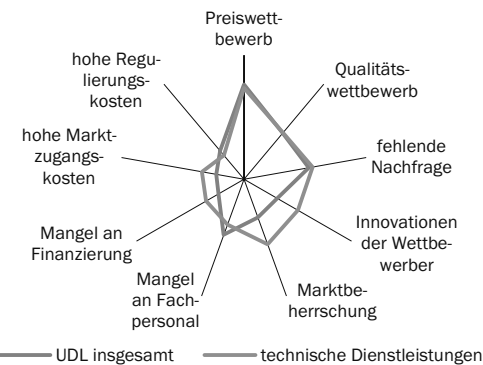 Preiswett-
bewerb
Qualitäts-
wettbewerb
fehlende
Nachfrage
Innovationen
der Wettbe-
werber
Marktbe-
herrschung
Mangel
an Fach-
personal
Mangel an
Finanzierung
hohe Markt-
zugangs-
kosten
hohe Regu-
lierungs-
kosten
UDL insgesamt
technische Dienstleistungen